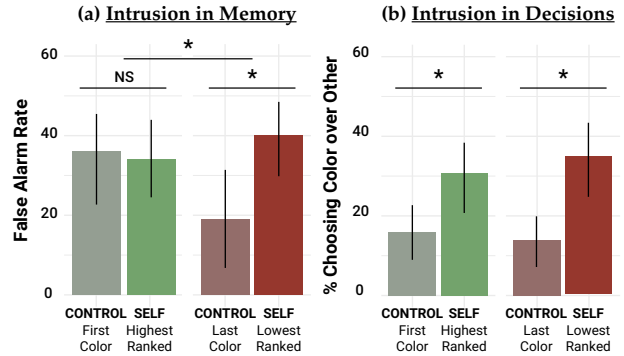 (a) Intrusion in Memory
False Alarm Rate
60
40
20
0
*
NS
*
CONTROL SELF CONTROL SELF
First Highest Last Lowest
Color Ranked Color Ranked
(b) Intrusion in Decisions
% Choosing Color over Other
60
40
20
0
*
*
CONTROL SELF CONTROL SELF
First Highest Last Lowest
Color Ranked Color Ranked